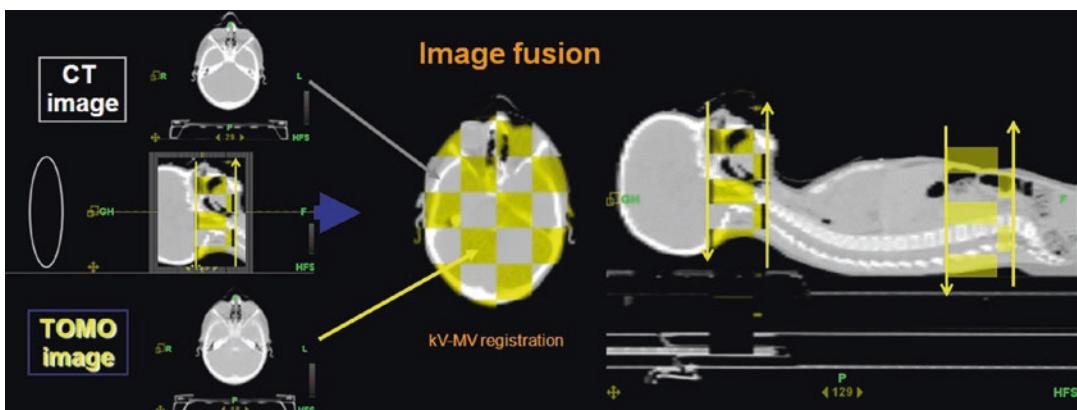 Image fusion
CT
image
R
L
P
29
HFS
GH
F
HFS
TOMO
image
R
L
HFS
kV-MV registration
GH
F
P
129
HFS